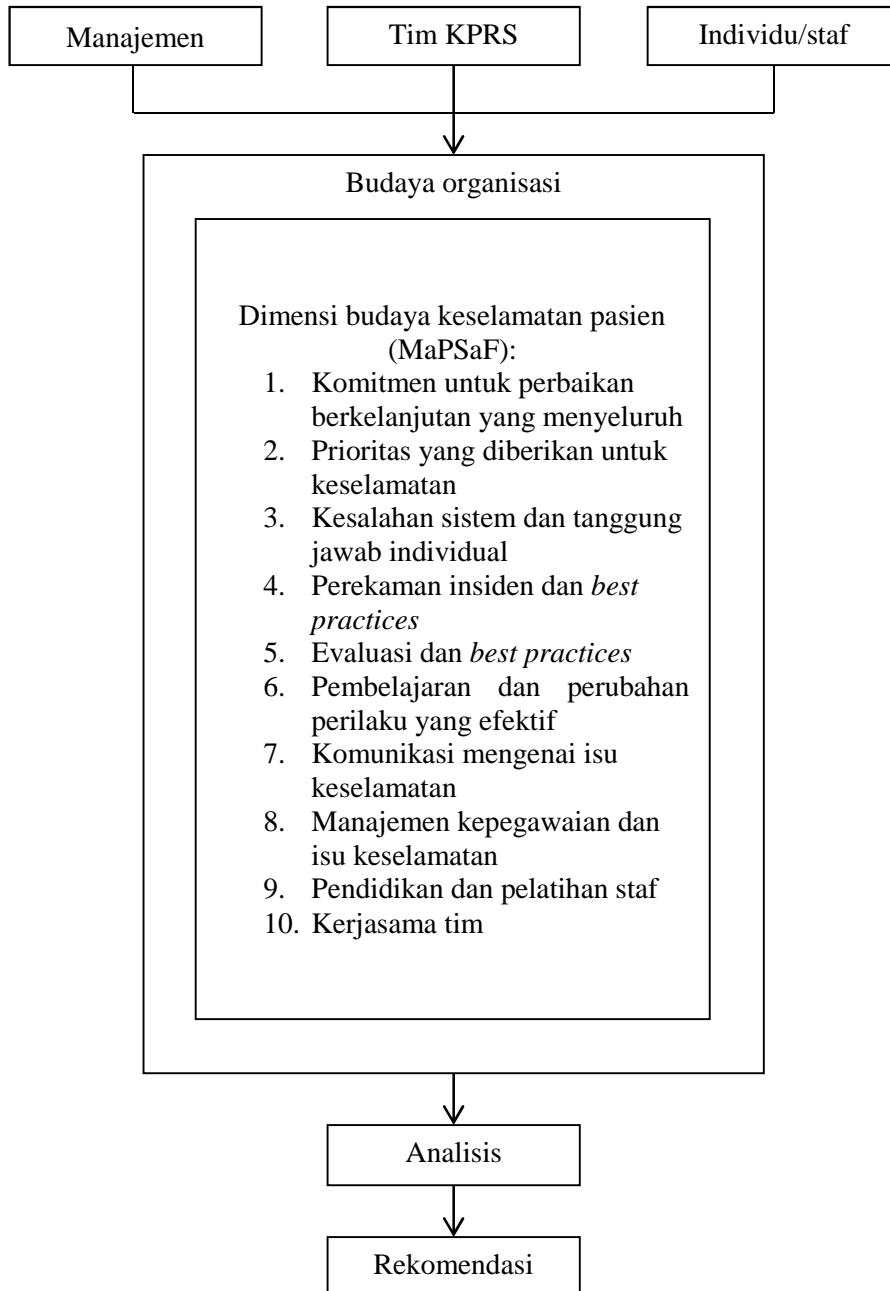 Manajemen
Tim KPRS
Individu/staf
Budaya organisasi
Dimensi budaya keselamatan pasien
(MaPSaF):
1. Komitmen untuk perbaikan
berkelanjutan yang menyeluruh
2. Prioritas yang diberikan untuk
keselamatan
3. Kesalahan sistem dan tanggung
jawab individual
4. Perekaman insiden dan best
practices
5. Evaluasi dan best practices
6. Pembelajaran dan perubahan
perilaku yang efektif
7. Komunikasi mengenai isu
keselamatan
8. Manajemen kepegawaian dan
isu keselamatan
9. Pendidikan dan pelatihan staf
10. Kerjasama tim
Analisis
Rekomendasi